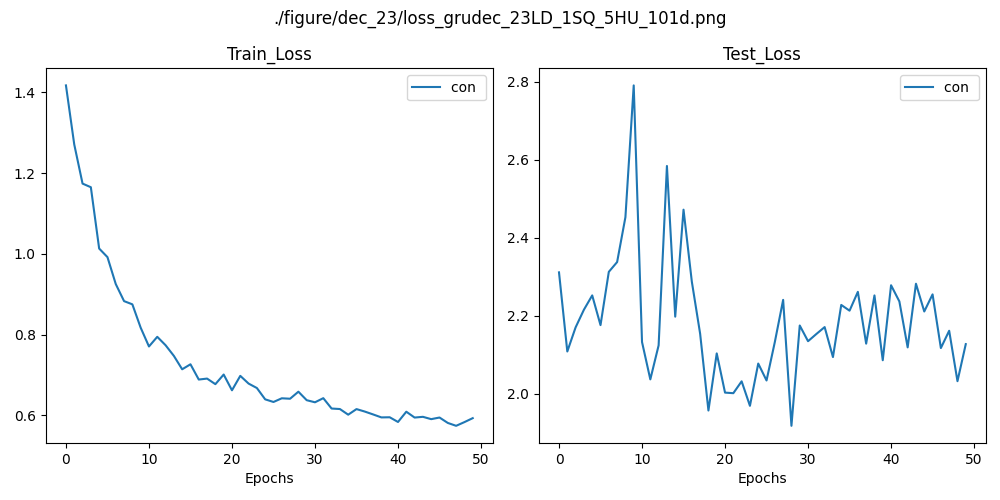 ./figure/dec_23/loss_grudec_23LD_1SQ_5HU_101d.png
Train_Loss
con
1.4
1.2
1.0
0.8
0.6
0 10 20 30 40 50
Epochs
Test_Loss
con
2.8
2.6
2.4
2.2
2.0
0 10 20 30 40 50
Epochs